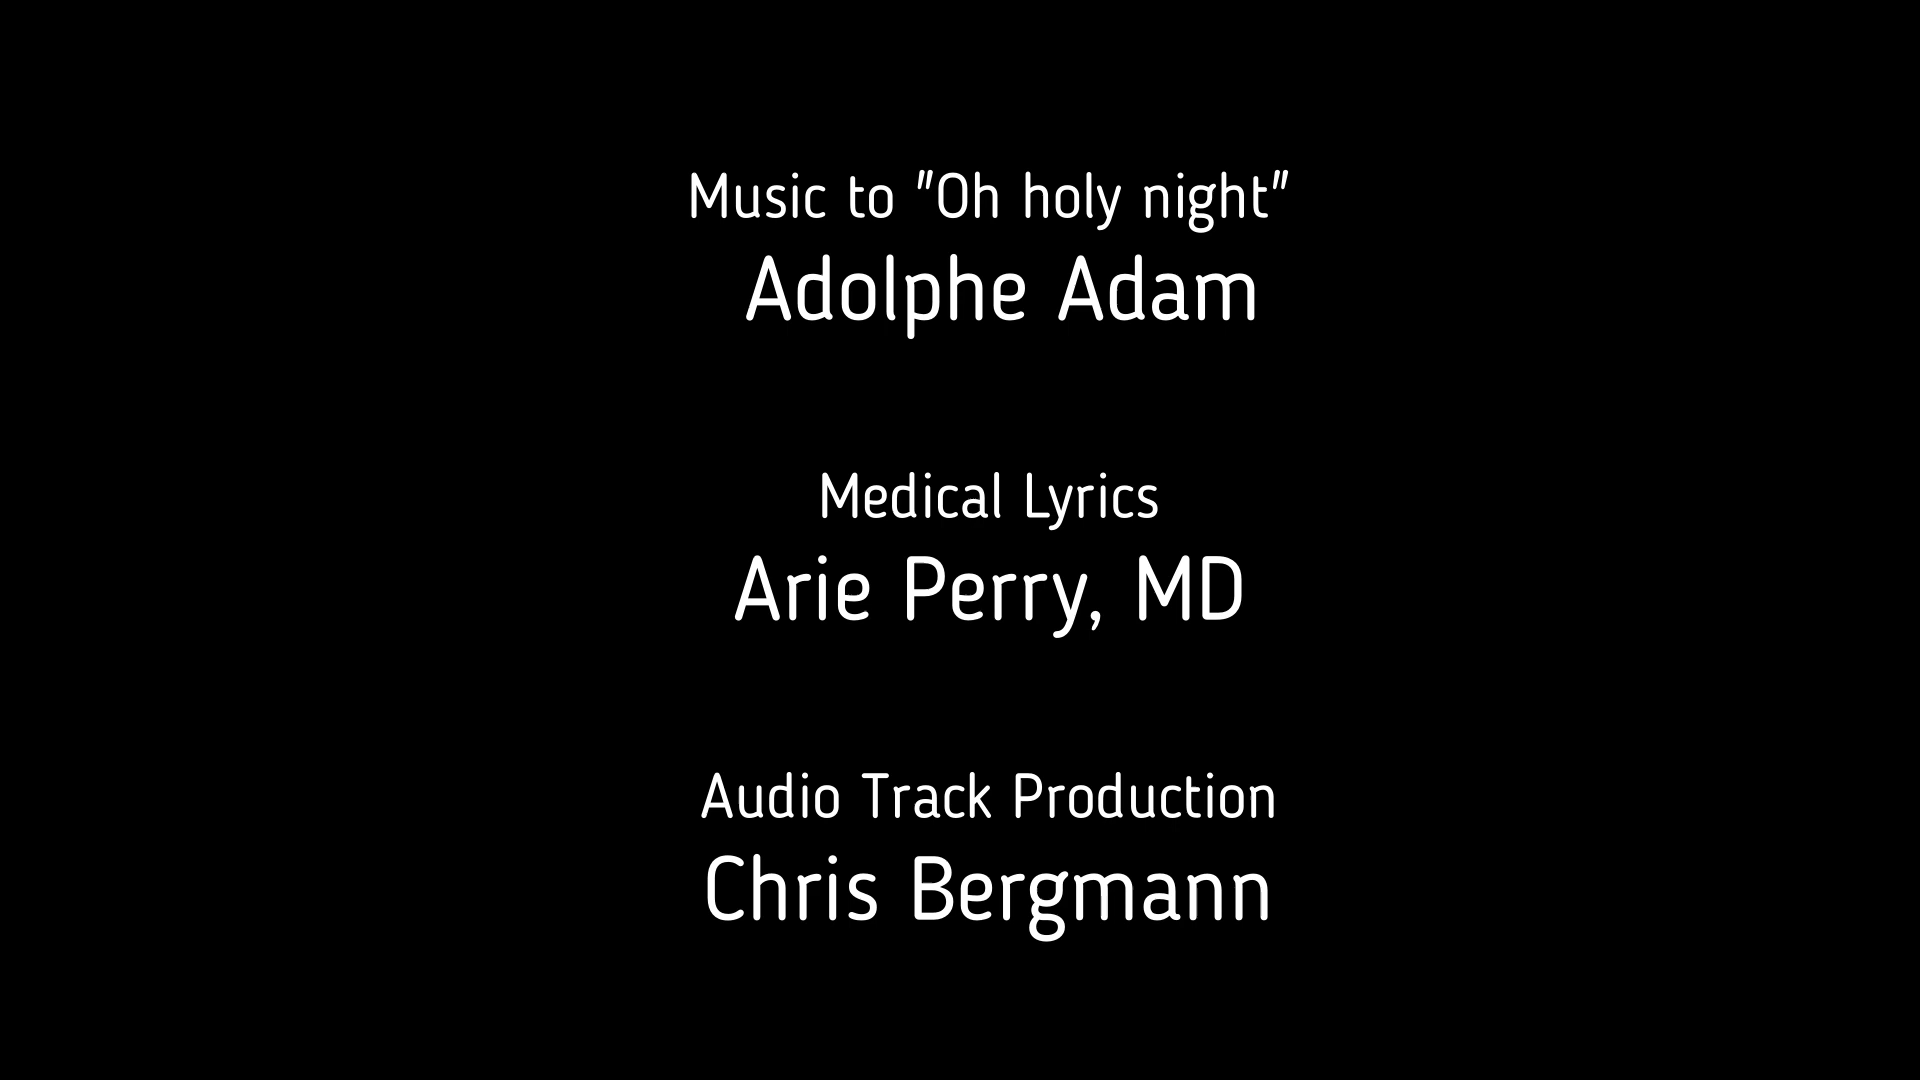 Music to "Oh holy night"
Adolphe Adam
Medical Lyrics
Arie Perry, MD
Audio Track Production
Chris Bergmann